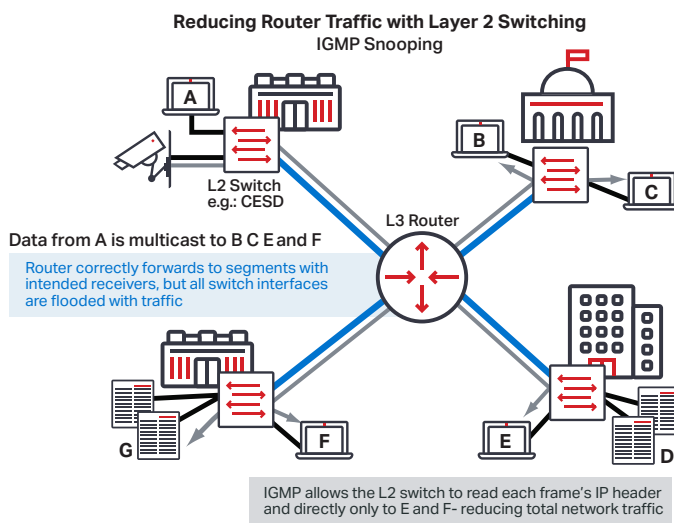 Reducing Router Traffic with Layer 2 Switching
IGMP Snooping
A
B
C
L2 Switch
e.g.: CESD
L3 Router
Data from A is multicast to B C E and F
Router correctly forwards to segments with
intended receivers, but all switch interfaces
are flooded with traffic
G
F
E
D
IGMP allows the L2 switch to read each frame's IP header
and directly only to E and F- reducing total network traffic